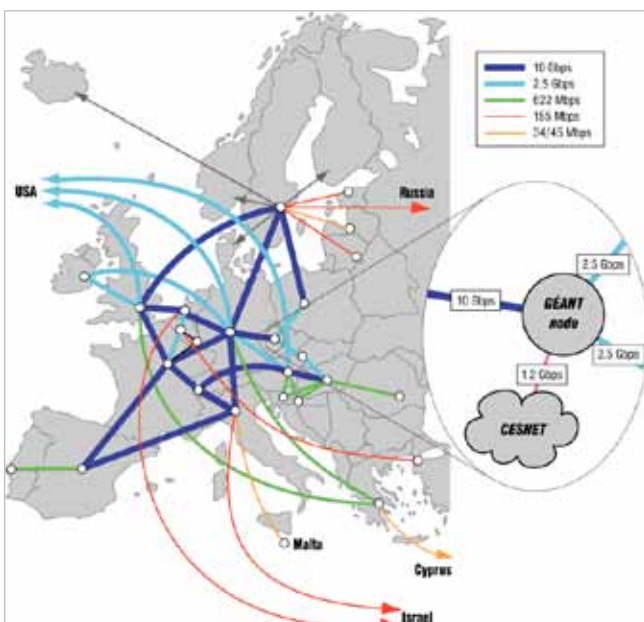 10 Gbps
2.5 Gbps
622 Mbps
155 Mbps
34/45 Mbps
USA
Russia
2.5 Gbps
10 Gbps
GÉANT
node
2.5 Gbps
1.2 Gbps
CESNET
Malta
Cyprus
Israel